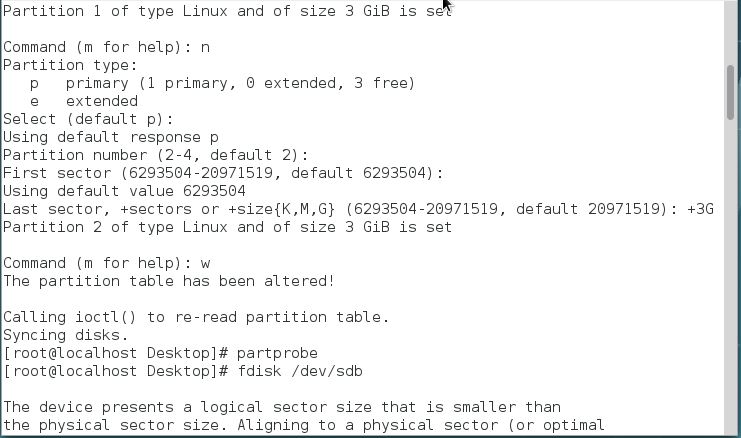 Partition 1 of type Linux and of size 3 GiB is set
Command (m for help): n
Partition type:
p   primary (1 primary, 0 extended, 3 free)
e   extended
Select (default p):
Using default response p
Partition number (2-4, default 2):
First sector (6293504-20971519, default 6293504):
Using default value 6293504
Last sector, +sectors or +size{K,M,G} (6293504-20971519, default 20971519): +3G
Partition 2 of type Linux and of size 3 GiB is set
Command (m for help): w
The partition table has been altered!
Calling ioctl() to re-read partition table.
Syncing disks.
[root@localhost Desktop]# partprobe
[root@localhost Desktop]# fdisk /dev/sdb
The device presents a logical sector size that is smaller than
the physical sector size. Aligning to a physical sector (or optimal